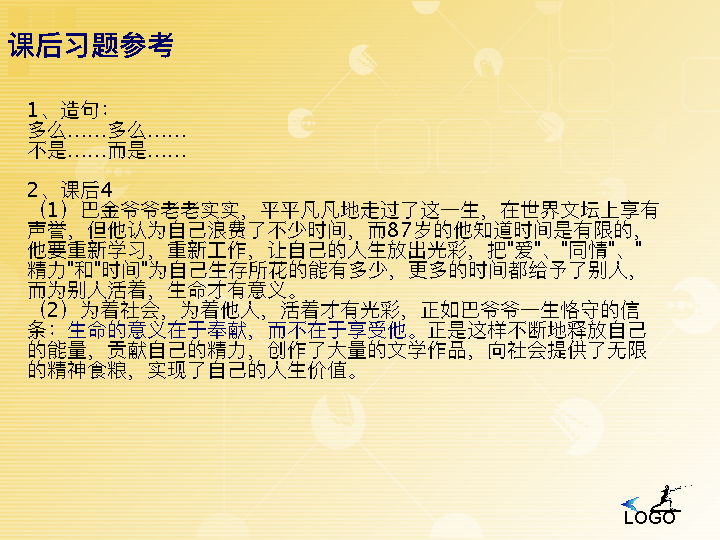 课后习题参考
1、造句：
多么……多么……
不是……而是……
2、课后4
（1）巴金爷爷老老实实，平平凡凡地走过了这一生，在世界文坛上享有
声誉，但他认为自己浪费了不少时间，而87岁的他知道时间是有限的，
他要重新学习，重新工作，让自己的人生放出光彩，把"爱"、"同情"、"
精力"和"时间"为自己生存所花的能有多少，更多的时间都给予了别人，
而为别人活着，生命才有意义。
（2）为着社会，为着他人，活着才有光彩，正如巴爷爷一生恪守的信
条：生命的意义在于奉献，而不在于享受他。正是这样不断地释放自己
的能量，贡献自己的精力，创作了大量的文学作品，向社会提供了无限
的精神食粮，实现了自己的人生价值。
LOGO